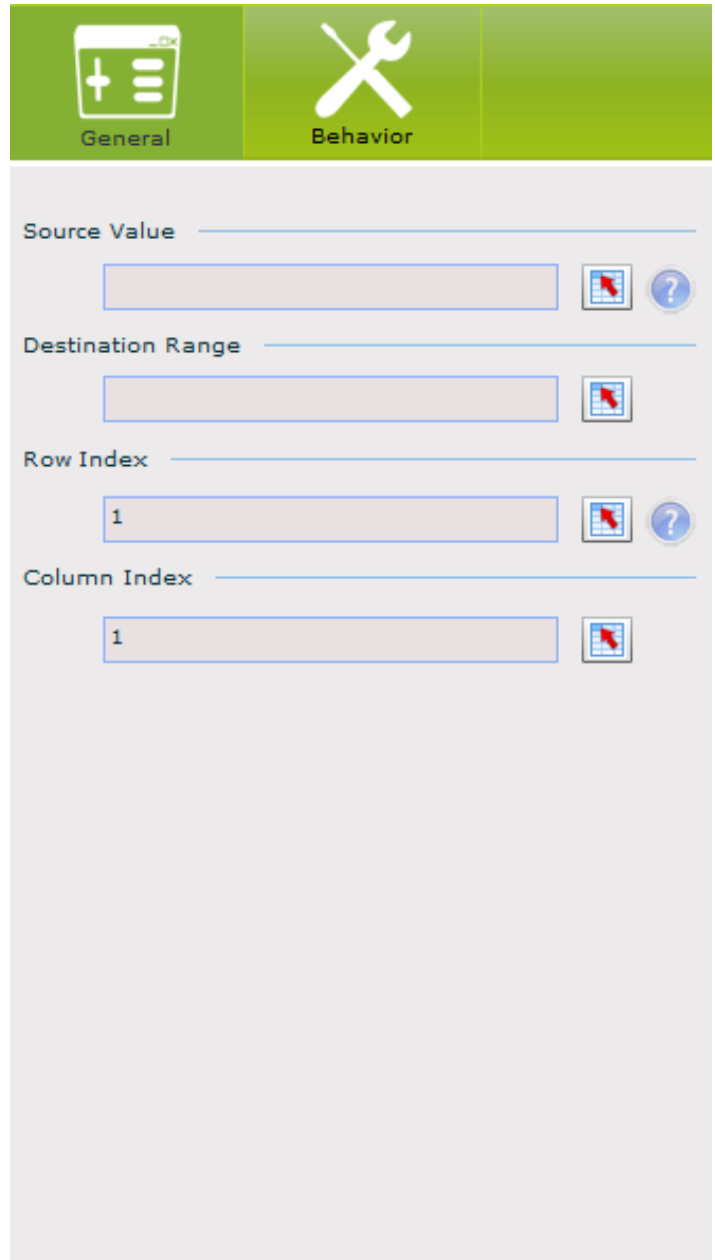 General
Behavior
Source Value
?
Destination Range
Row Index
1
?
Column Index
1